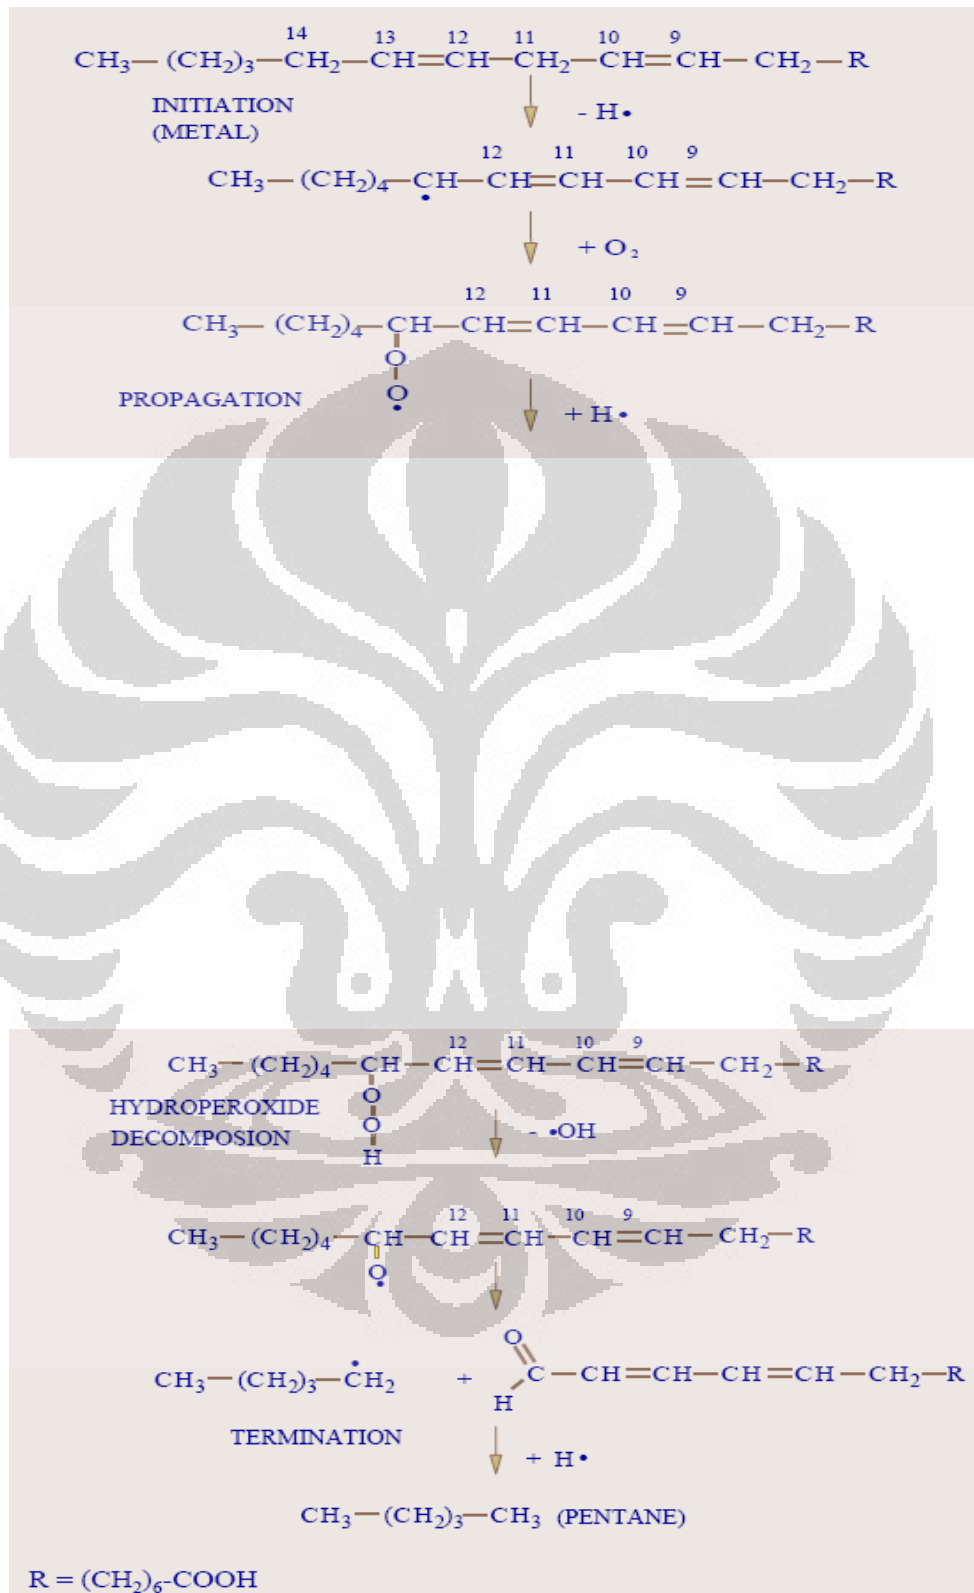 14 13 12 11 10 9
CH₃—(CH₂)₃—CH₂—CH=CH—CH₂—CH=CH—CH₂—R
INITIATION
(METAL)
- H•
12 11 10 9
CH₃—(CH₂)₄—ĊH—CH=CH—CH=CH—CH₂—R
+ O₂
12 11 10 9
CH₃—(CH₂)₄—CH—CH=CH—CH=CH—CH₂—R
O
O•
PROPAGATION
+ H•
12 11 10 9
CH₃—(CH₂)₄—CH—CH=CH—CH=CH—CH₂—R
O
HYDROPEROXIDE
O
DECOMPOSION
- •OH
H
12 11 10 9
CH₃—(CH₂)₄—CH—CH=CH—CH=CH—CH₂—R
O•
O
CH₃—(CH₂)₃—ĊH₂ + C—CH=CH—CH=CH—CH₂—R
H
TERMINATION
+ H•
CH₃—(CH₂)₃—CH₃ (PENTANE)
R = (CH₂)₆-COOH